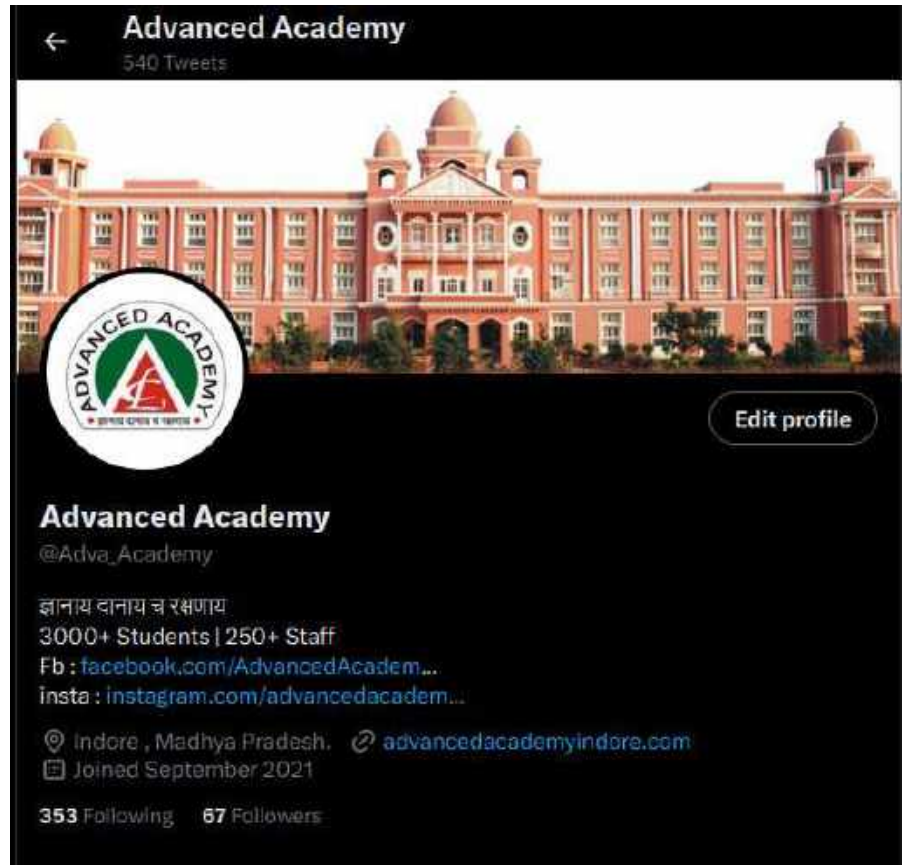 Advanced Academy
540 Tweets
ADVANCED ACADEMY
Edit profile
Advanced Academy
@Adva_Academy
ज्ञानाय दानाय च रक्षणाय
3000+ Students | 250+ Staff
Fb : facebook.com/AdvancedAcadem...
insta : instagram.com/advancedacadem...
Indore , Madhya Pradesh. advancedacademyindore.com
Joined September 2021
353 Following 67 Followers